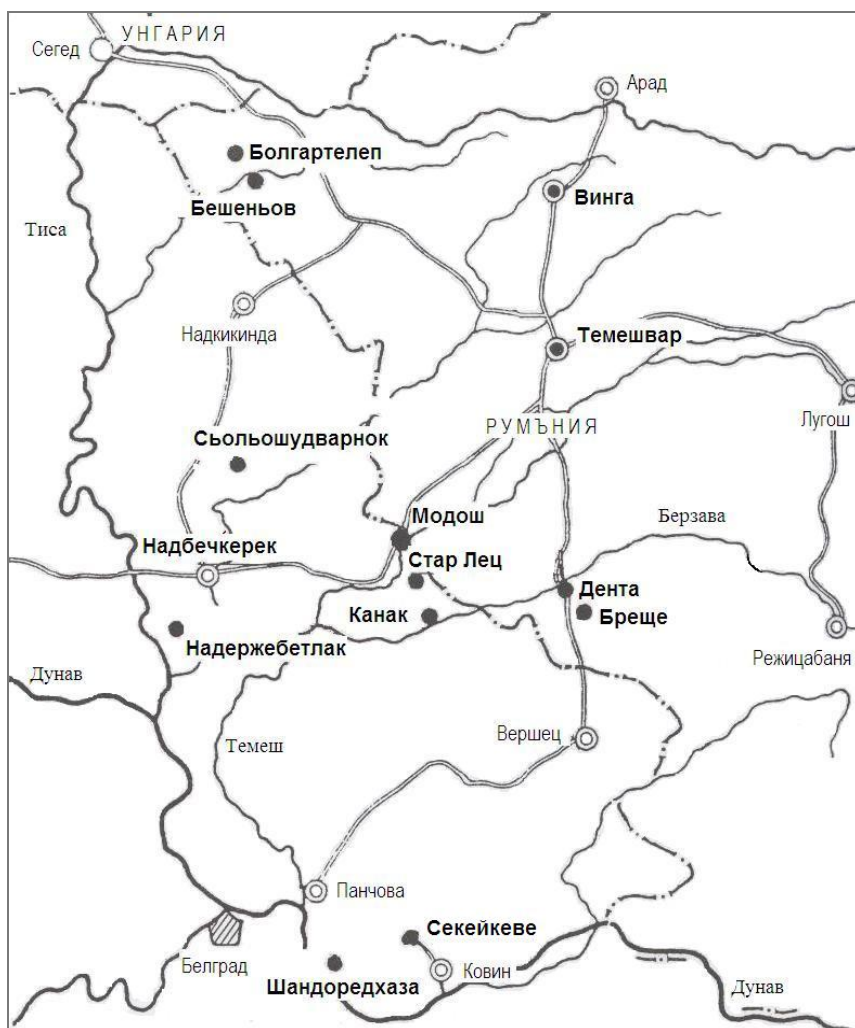 УНГАРИЯ
Сегед
Арад
Болгартелеп
Бешеньов
Винга
Тиса
Надкикинда
Темешвар
Лугош
РУМЪНИЯ
Сьольошудварнок
Модош
Берзава
Надбечкерек
Стар Лец
Дента
Канак
Бреще
Надержебетлак
Режицабаня
Дунав
Вершец
Темеш
Панчова
Секейкеве
Белград
Ковин
Шандоредхаза
Дунав